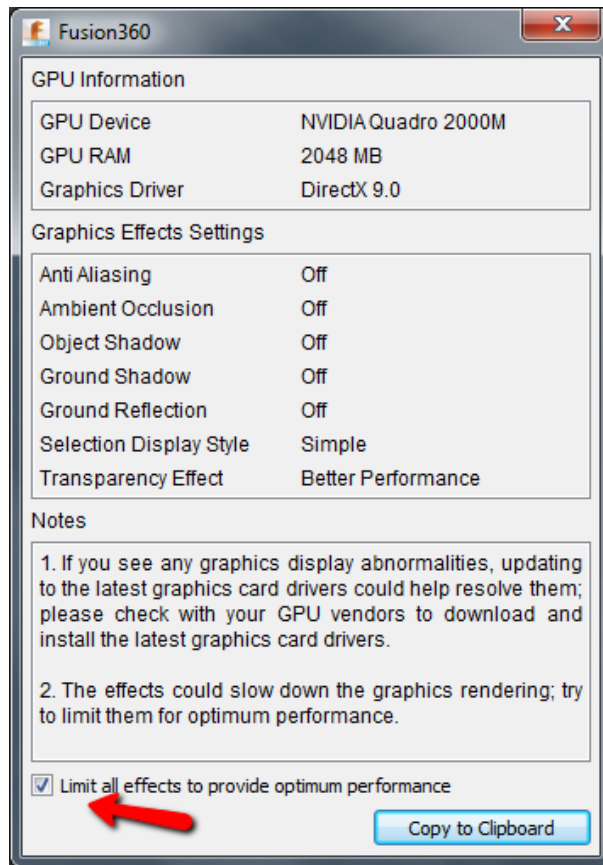 Fusion360
GPU Information
GPU Device NVIDIA Quadro 2000M
GPU RAM 2048 MB
Graphics Driver DirectX 9.0
Graphics Effects Settings
Anti Aliasing Off
Ambient Occlusion Off
Object Shadow Off
Ground Shadow Off
Ground Reflection Off
Selection Display Style Simple
Transparency Effect Better Performance
Notes
1. If you see any graphics display abnormalities, updating
to the latest graphics card drivers could help resolve them;
please check with your GPU vendors to download and
install the latest graphics card drivers.
2. The effects could slow down the graphics rendering; try
to limit them for optimum performance.
Limit all effects to provide optimum performance
Copy to Clipboard